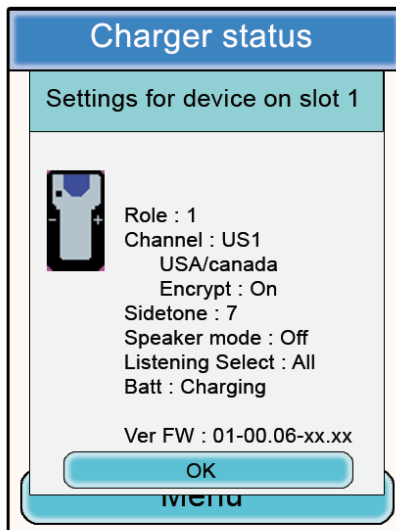 Charger status
Settings for device on slot 1
- +
Role : 1
Channel : US1
USA/canada
Encrypt : On
Sidetone : 7
Speaker mode : Off
Listening Select : All
Batt : Charging
Ver FW : 01-00.06-xx.xx
OK
Menu